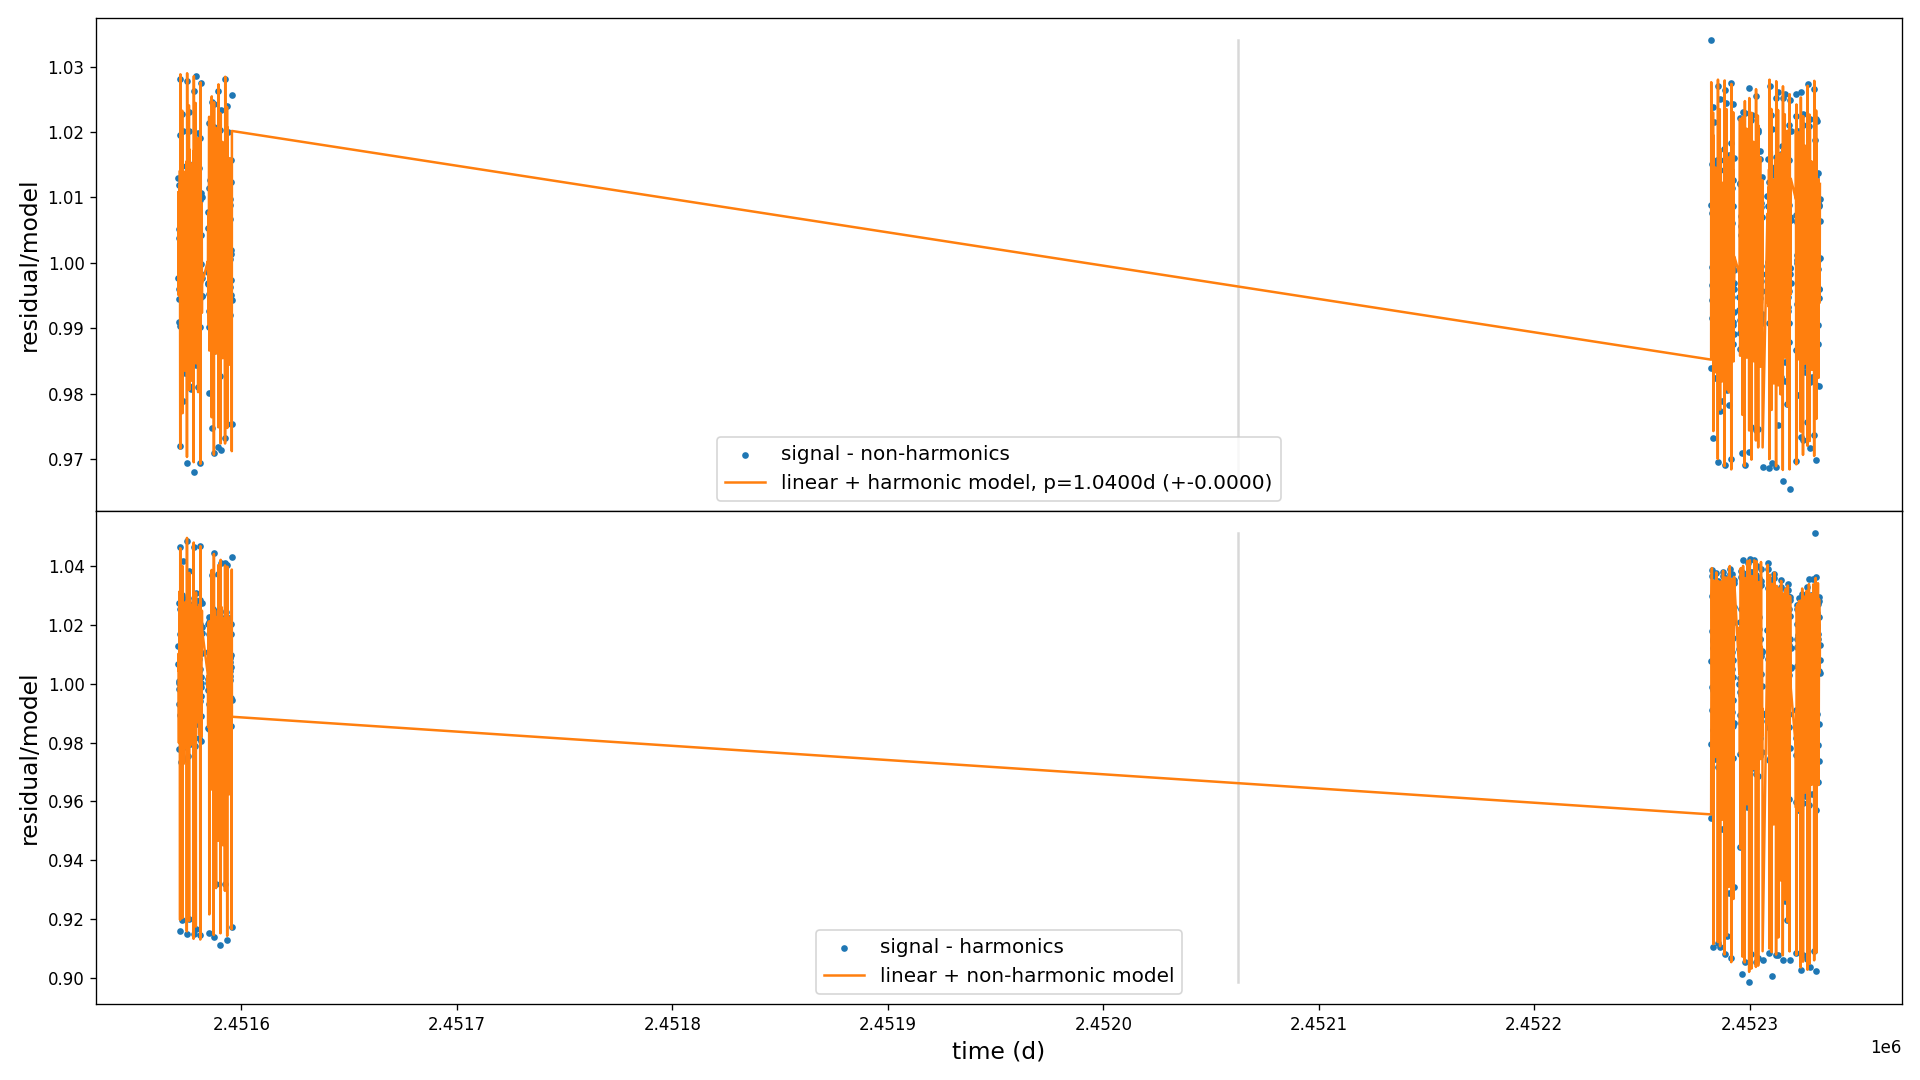 1.03
1.02
1.01
1.00
0.99
0.98
0.97
residual/model
signal - non-harmonics
linear + harmonic model, p=1.0400d (+-0.0000)
1.04
1.02
1.00
0.98
0.96
0.94
0.92
0.90
residual/model
signal - harmonics
linear + non-harmonic model
2.4516 2.4517 2.4518 2.4519 2.4520 2.4521 2.4522 2.4523
1e6
time (d)